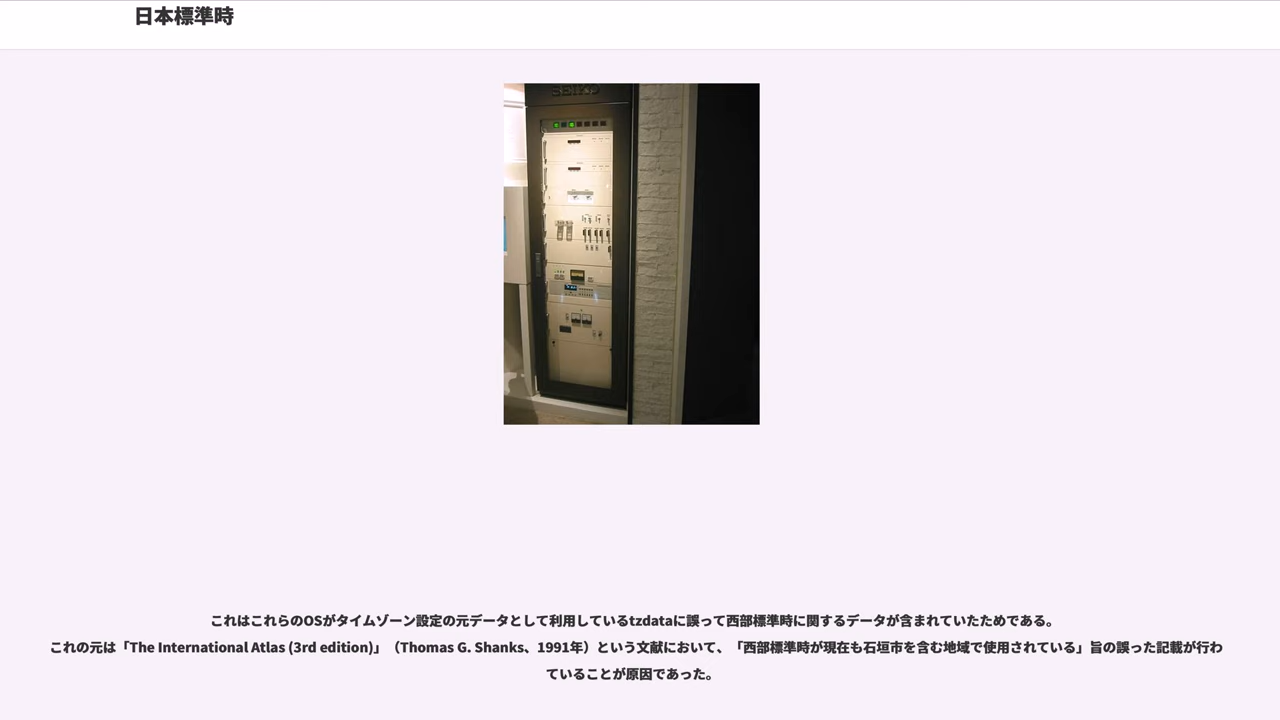 日本標準時
SEIKO
これはこれらのOSがタイムゾーン設定の元データとして利用しているtzdataに誤って西部標準時に関するデータが含まれていたためである。
これの元は「The International Atlas (3rd edition)」（Thomas G. Shanks、1991年）という文献において、「西部標準時が現在も石垣市を含む地域で使用されている」旨の誤った記載が行わ
ていることが原因であった。